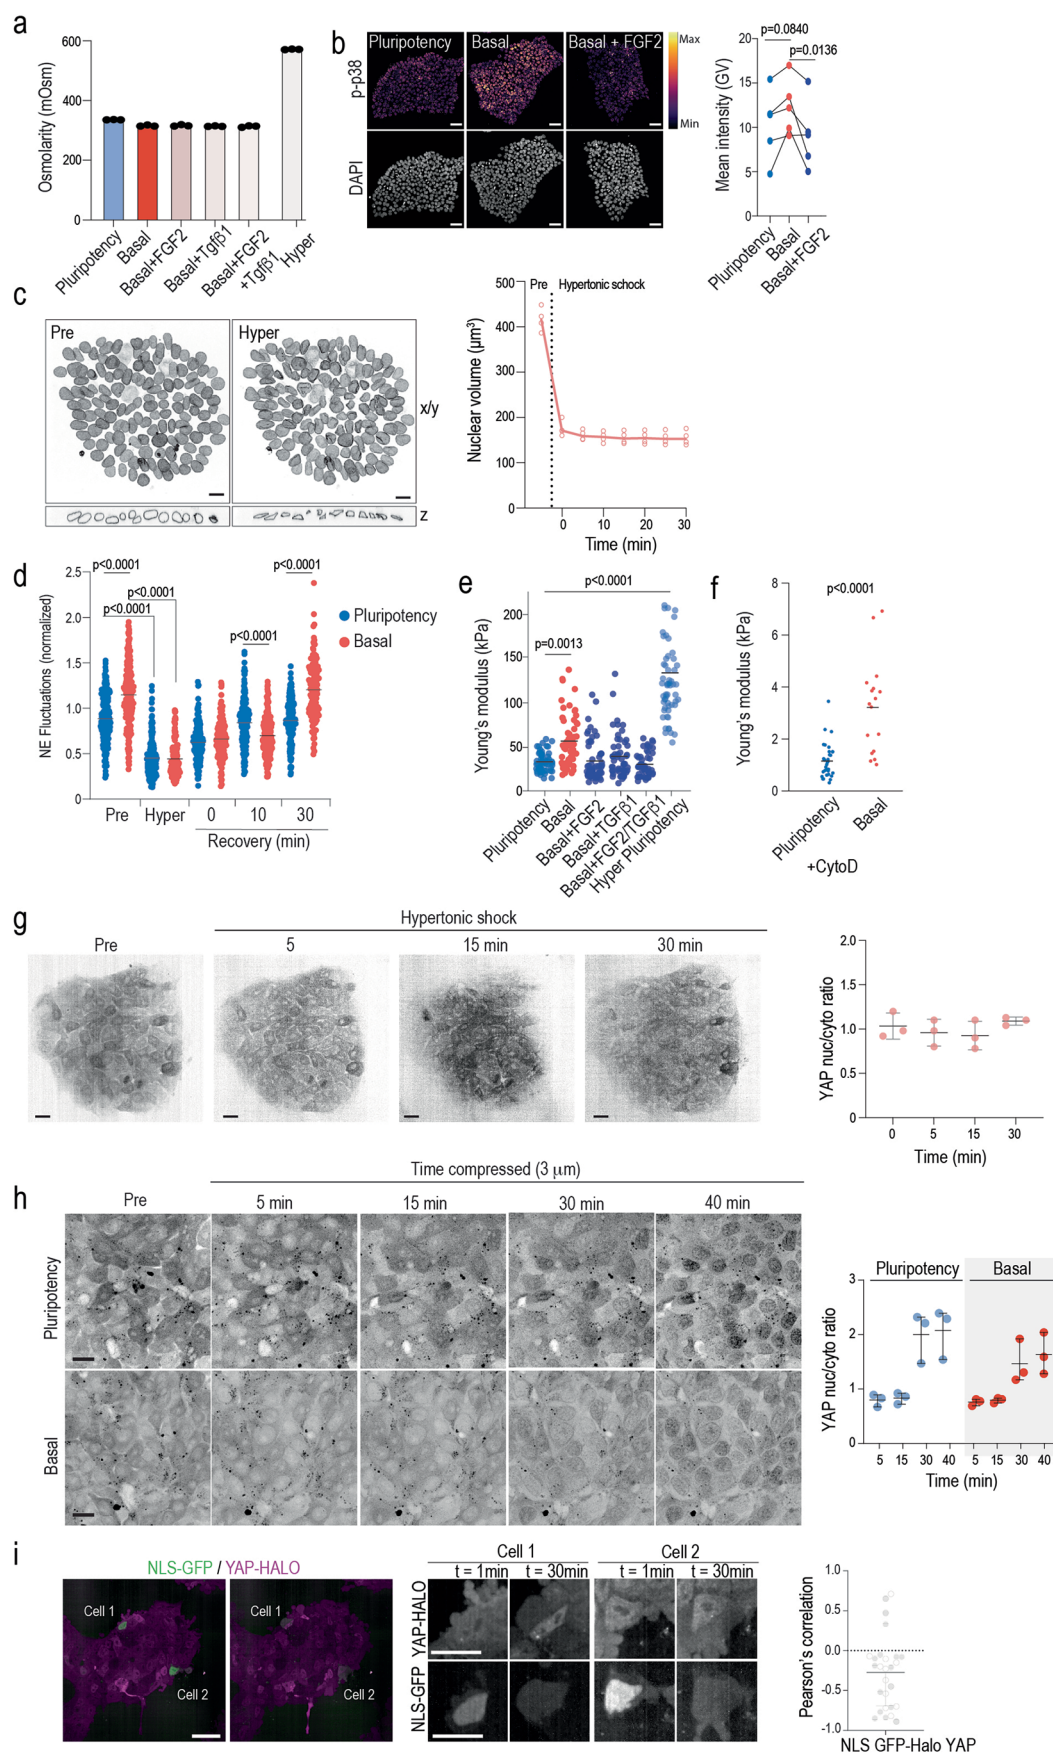 a
Osmolarity (mOsm)
600
400
200
0
Pluripotency
Basal
Basal+FGF2
Basal+Tgfβ1
Basal+FGF2
+Tgfβ1
Hyper
b
Pluripotency
Basal
Basal + FGF2
p-p38
DAPI
Max
Min
p=0.0840
p=0.0136
Mean intensity (GV)
20
15
10
5
0
Pluripotency
Basal
Basal+FGF2
c
Pre
Hyper
x/y
z
Pre
Hypertonic schock
Nuclear volume (µm³)
500
400
300
200
100
0
0 10 20 30
Time (min)
d
NE Fluctuations (normalized)
2.5
2.0
1.5
1.0
0.5
0
p<0.0001
p<0.0001
p<0.0001
p<0.0001
p<0.0001
Pluripotency
Basal
Pre Hyper 0 10 30
Recovery (min)
e
p<0.0001
p=0.0013
Young's modulus (kPa)
200
150
100
50
0
Pluripotency
Basal
Basal+FGF2
Basal+TGFβ1
Basal+FGF2/TGFβ1
Hyper Pluripotency
f
p<0.0001
Young's modulus (kPa)
8
6
4
2
0
Pluripotency
Basal
+CytoD
g
Hypertonic shock
Pre 5 15 min 30 min
YAP nuc/cyto ratio
2.0
1.5
1.0
0.5
0
0 5 15 30
Time (min)
h
Time compressed (3 µm)
Pre 5 min 15 min 30 min 40 min
Pluripotency
Basal
Pluripotency Basal
YAP nuc/cyto ratio
3
2
1
0
5 15 30 40 5 15 30 40
Time (min)
i
NLS-GFP / YAP-HALO
Cell 1
Cell 2
Cell 1
Cell 2
Cell 1 Cell 2
t = 1min t = 30min t = 1min t = 30min
YAP-HALO
NLS-GFP
Pearson's correlation
1.0
0.5
0.0
-0.5
-1.0
NLS GFP-Halo YAP